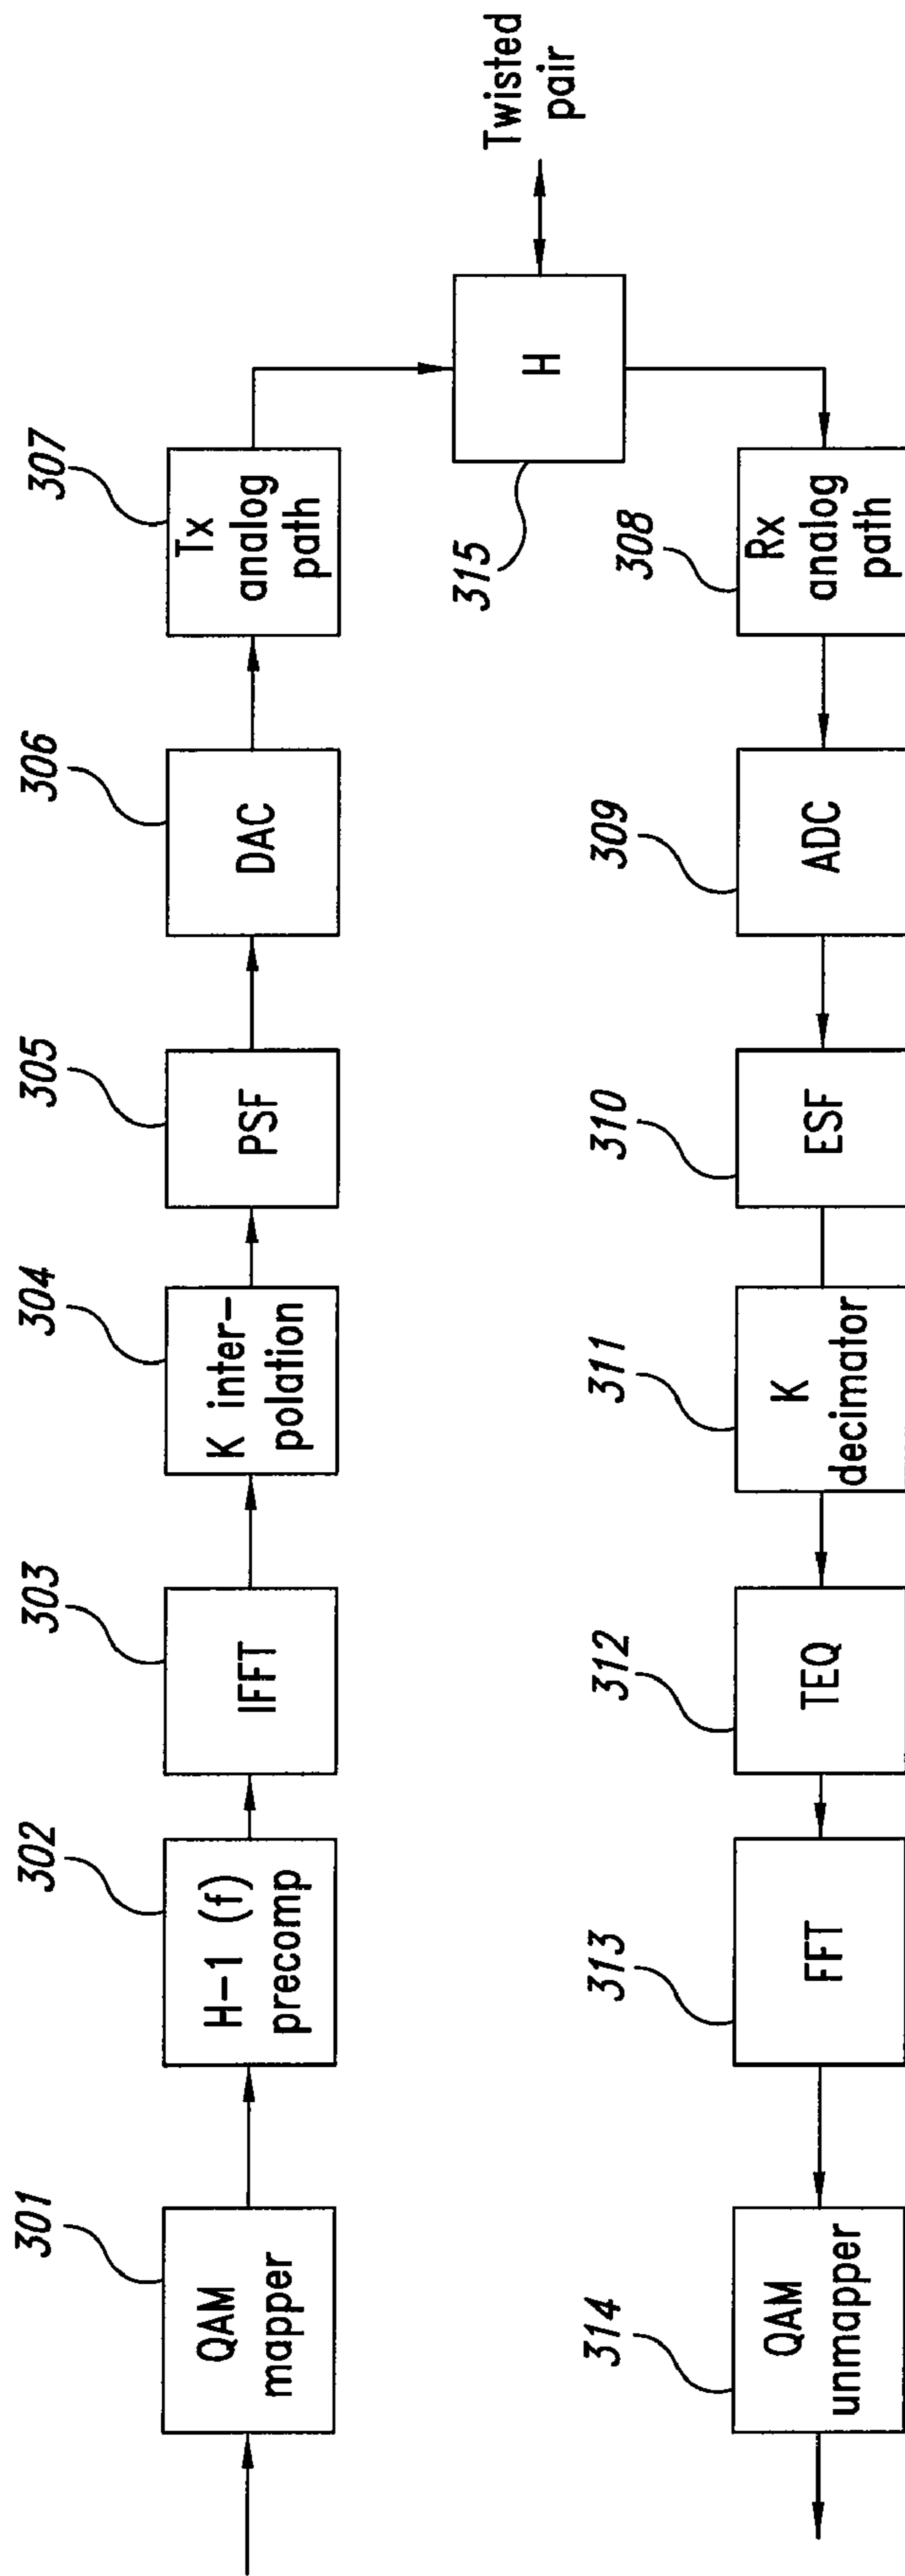 301
QAM
mapper
302
H-1 (f)
precomp
303
IFFT
304
K inter-
polation
305
PSF
306
DAC
307
Tx
analog
path
315
H
Twisted
pair
308
Rx
analog
path
309
ADC
310
ESF
311
K
decimator
312
TEQ
313
FFT
314
QAM
unmapper